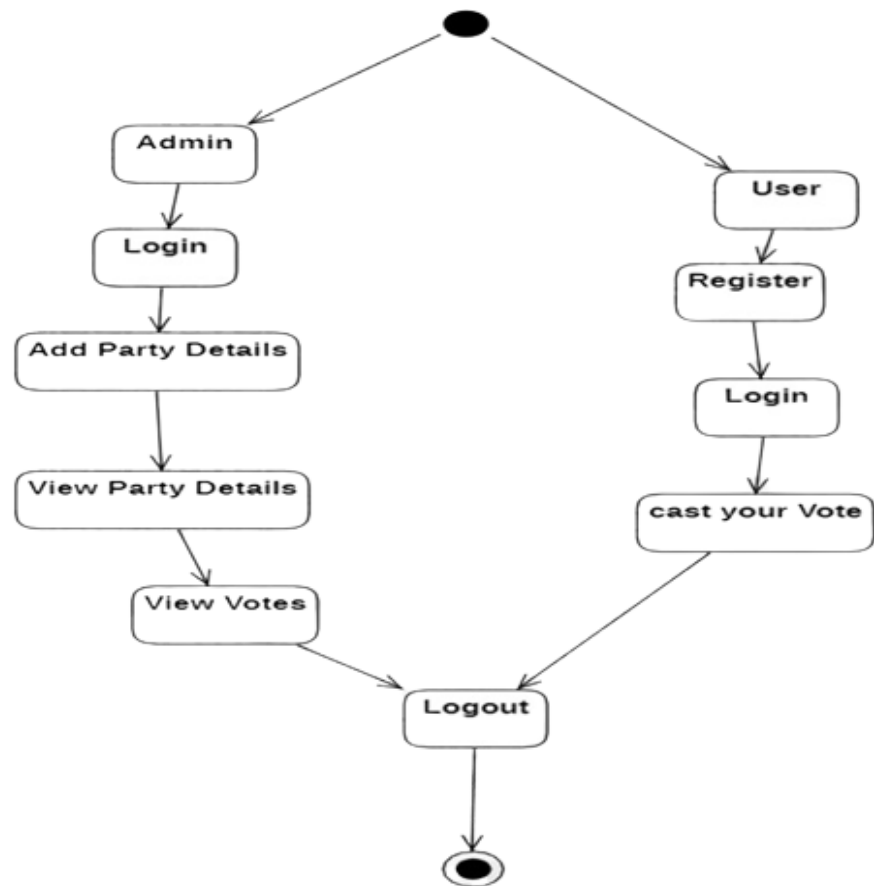 Admin
User
Login
Register
Add Party Details
Login
View Party Details
cast your Vote
View Votes
Logout